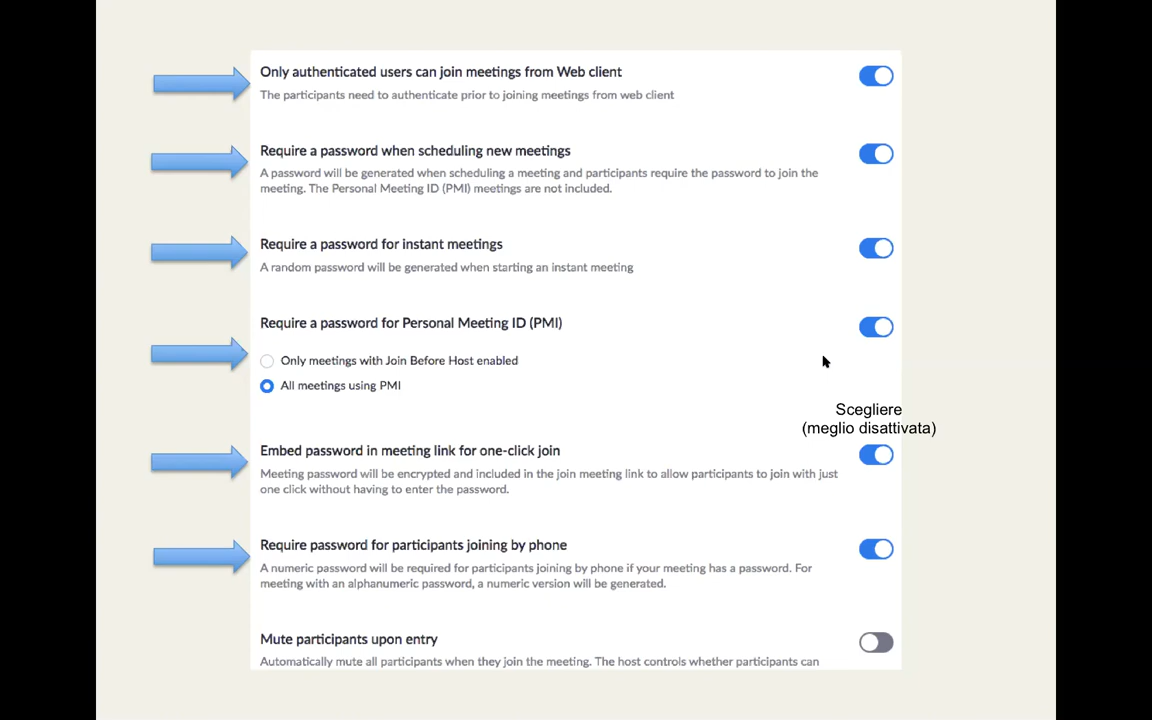 Only authenticated users can join meetings from Web client
The participants need to authenticate prior to joining meetings from web client
Require a password when scheduling new meetings
A password will be generated when scheduling a meeting and participants require the password to join the
meeting. The Personal Meeting ID (PMI) meetings are not included.
Require a password for instant meetings
A random password will be generated when starting an instant meeting
Require a password for Personal Meeting ID (PMI)
Only meetings with Join Before Host enabled
All meetings using PMI
Scegliere
(meglio disattivata)
Embed password in meeting link for one-click join
Meeting password will be encrypted and included in the join meeting link to allow participants to join with just
one click without having to enter the password.
Require password for participants joining by phone
A numeric password will be required for participants joining by phone if your meeting has a password. For
meeting with an alphanumeric password, a numeric version will be generated.
Mute participants upon entry
Automatically mute all participants when they join the meeting. The host controls whether participants can